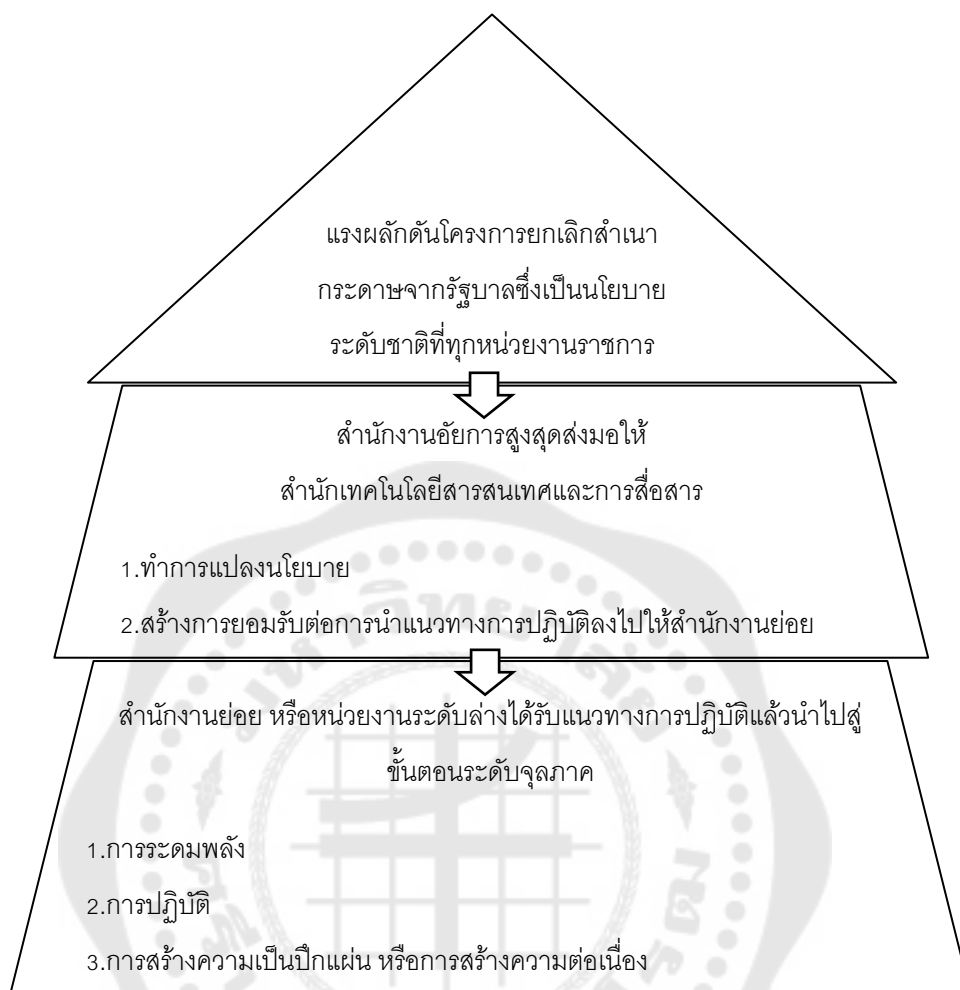 แรงผลักดันโครงการยกเลิกสำเนา
กระดาษจากรัฐบาลซึ่งเป็นนโยบาย
ระดับชาติที่ทุกหน่วยงานราชการ
สำนักงานอัยการสูงสุดส่งมอบให้
สำนักเทคโนโลยีสารสนเทศและการสื่อสาร
1.ทำการแปลงนโยบาย
2.สร้างการยอมรับต่อการนำแนวทางการปฏิบัติลงไปให้สำนักงานย่อย
สำนักงานย่อย หรือหน่วยงานระดับล่างได้รับแนวทางการปฏิบัติแล้วนำไปสู่
ขั้นตอนระดับจุลภาค
1.การระดมพลัง
2.การปฏิบัติ
3.การสร้างความเป็นปึกแผ่น หรือการสร้างความต่อเนื่อง